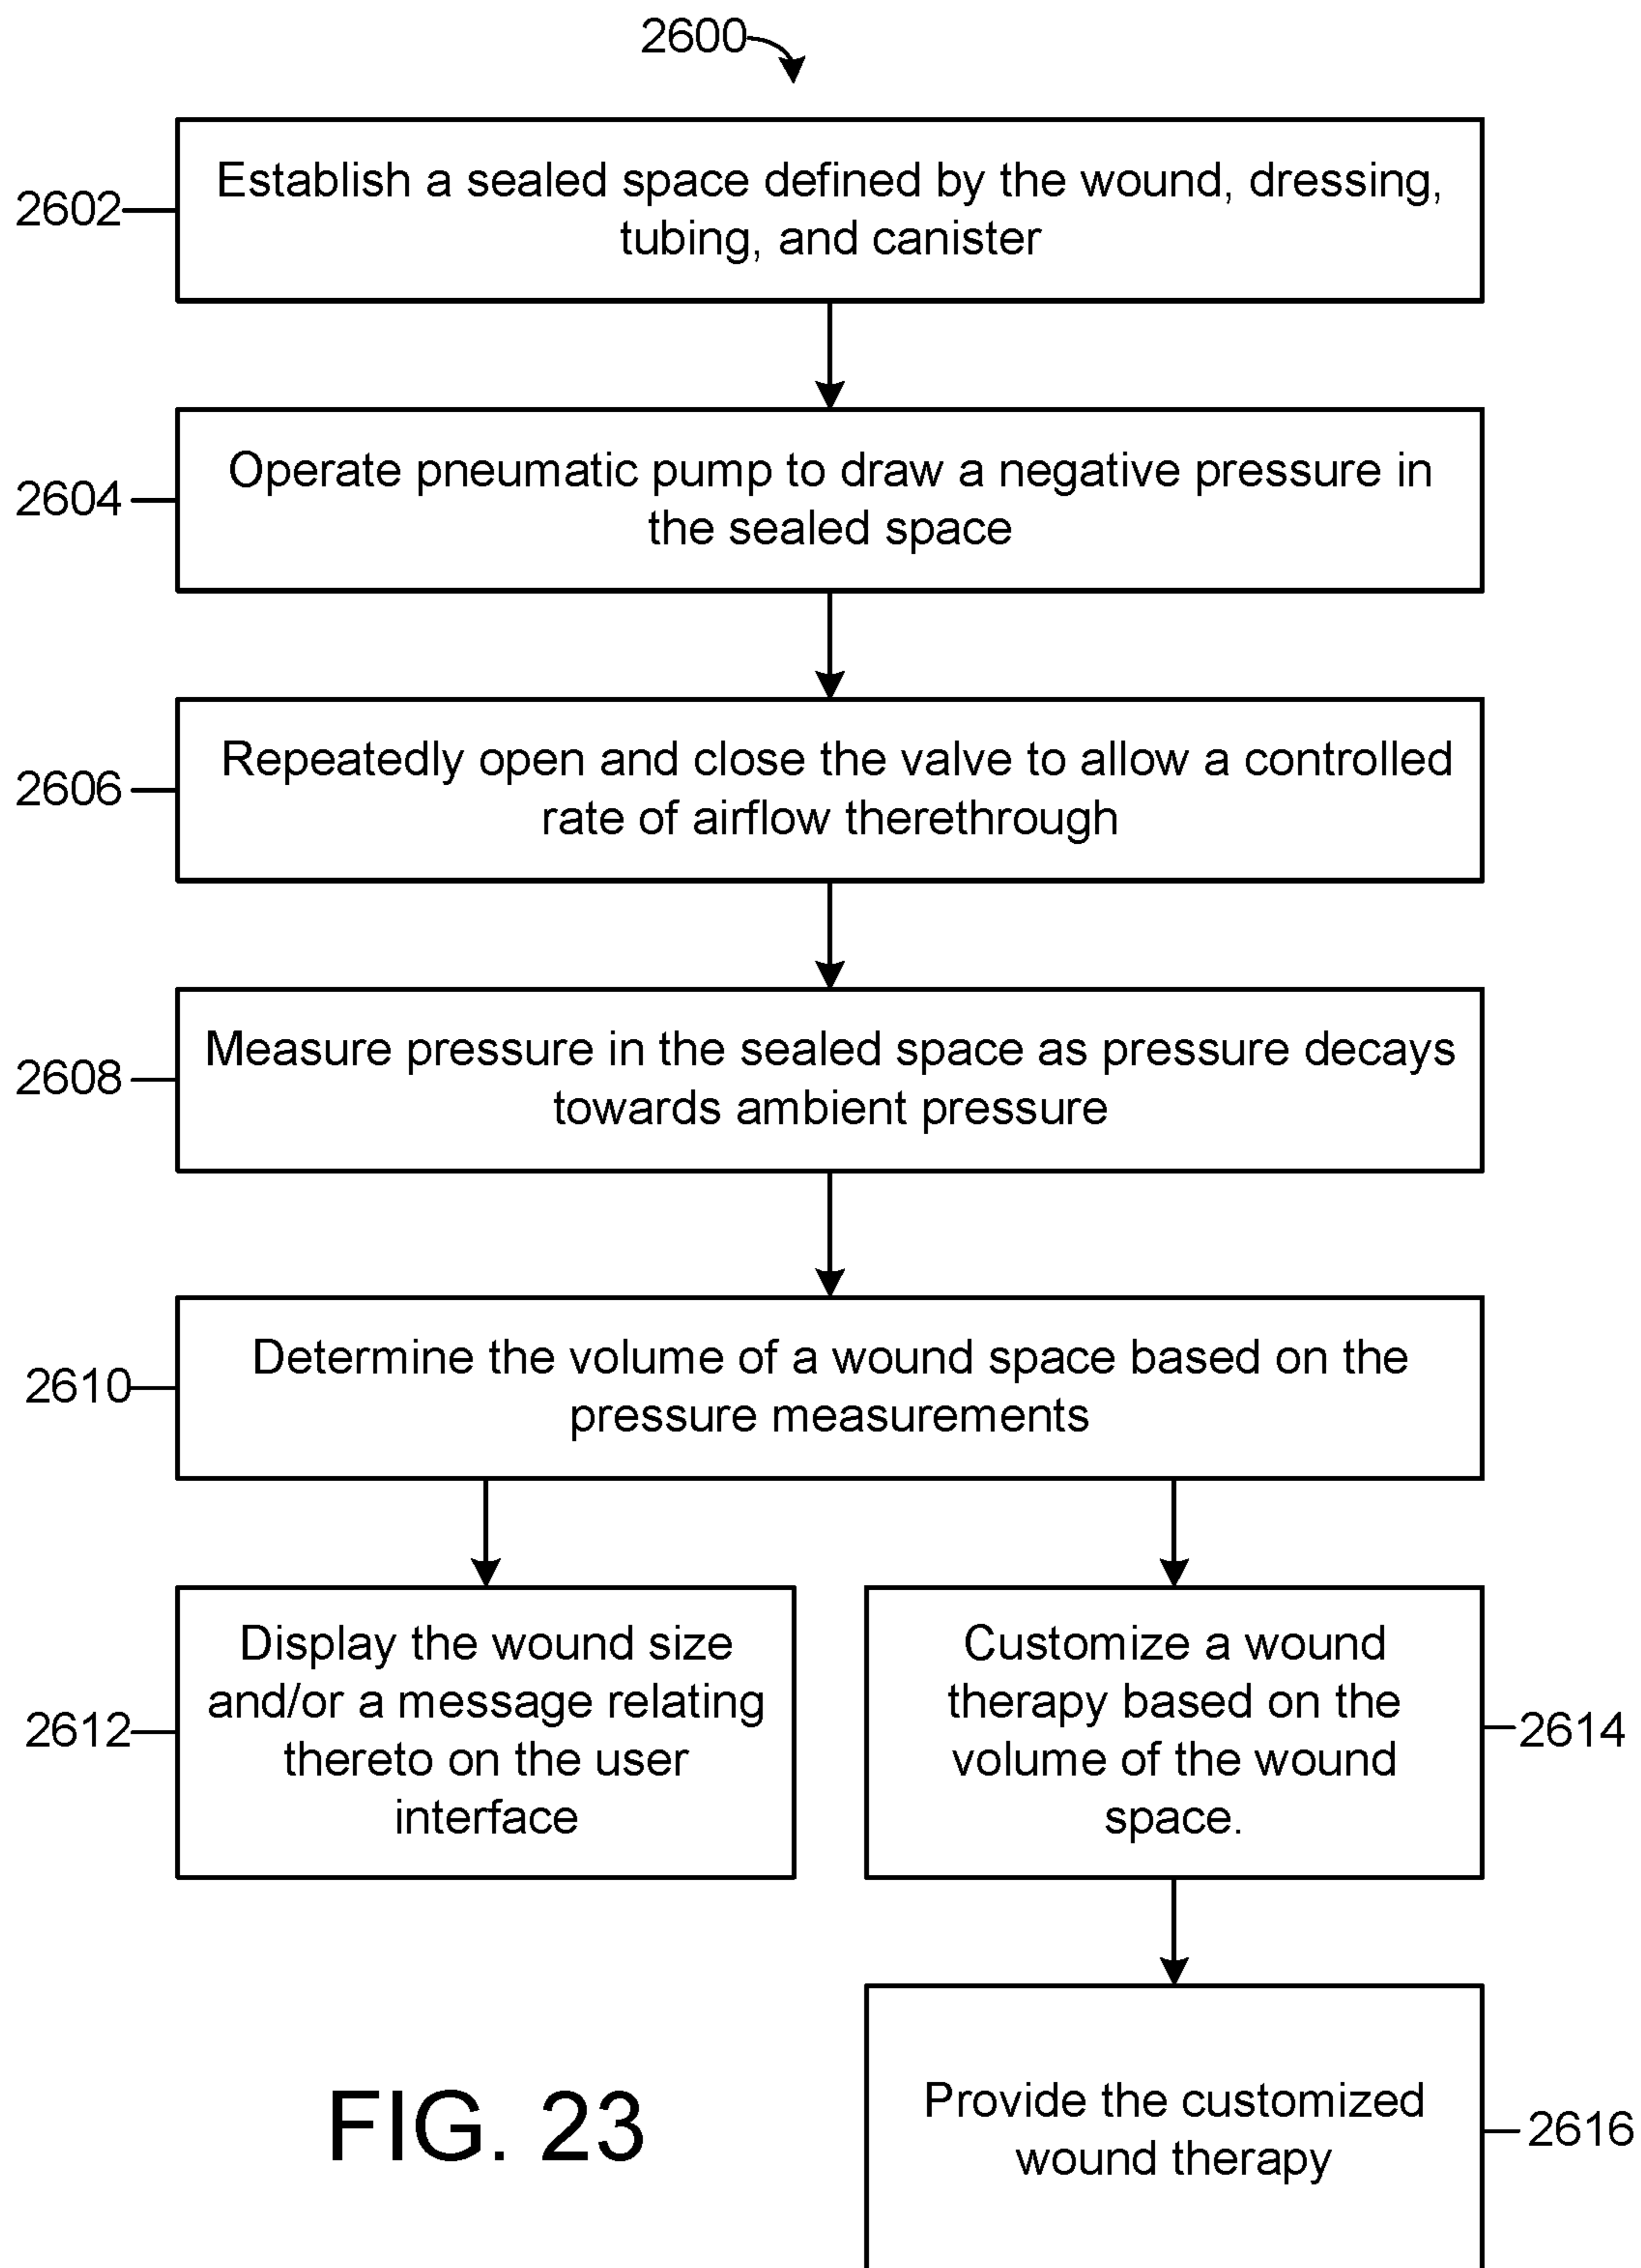 2600
2602
Establish a sealed space defined by the wound, dressing,
tubing, and canister
2604
Operate pneumatic pump to draw a negative pressure in
the sealed space
2606
Repeatedly open and close the valve to allow a controlled
rate of airflow therethrough
2608
Measure pressure in the sealed space as pressure decays
towards ambient pressure
2610
Determine the volume of a wound space based on the
pressure measurements
2612
Display the wound size
and/or a message relating
thereto on the user
interface
Customize a wound
therapy based on the
volume of the wound
space.
2614
Provide the customized
wound therapy
2616
FIG. 23